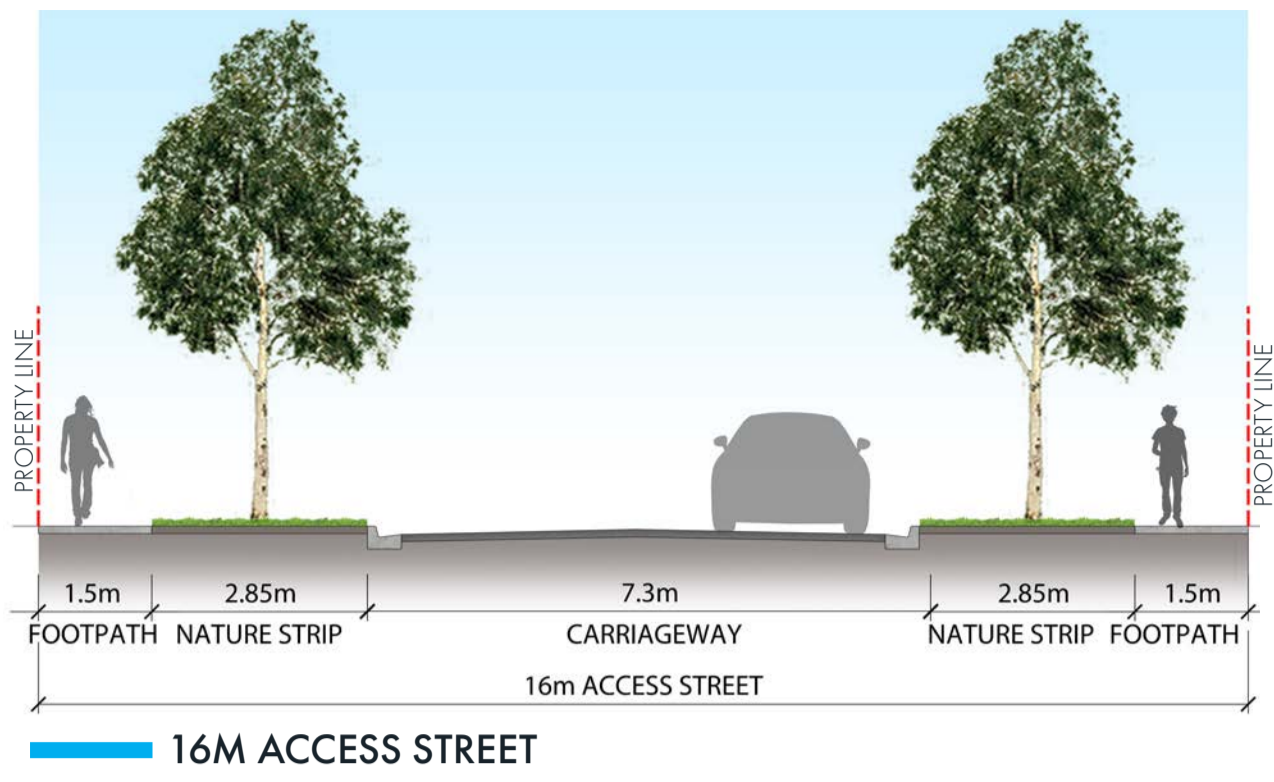 PROPERTY LINE
PROPERTY LINE
1.5m 2.85m 7.3m 2.85m 1.5m
FOOTPATH NATURE STRIP CARRIAGEWAY NATURE STRIP FOOTPATH
16m ACCESS STREET
16M ACCESS STREET